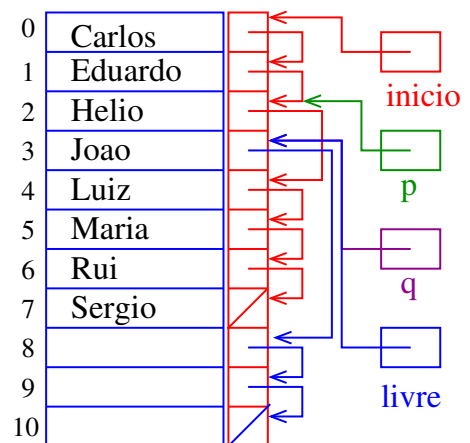 0 Carlos
1 Eduardo
2 Helio
3 Joao
4 Luiz
5 Maria
6 Rui
7 Sergio
8
9
10
inicio
p
q
livre